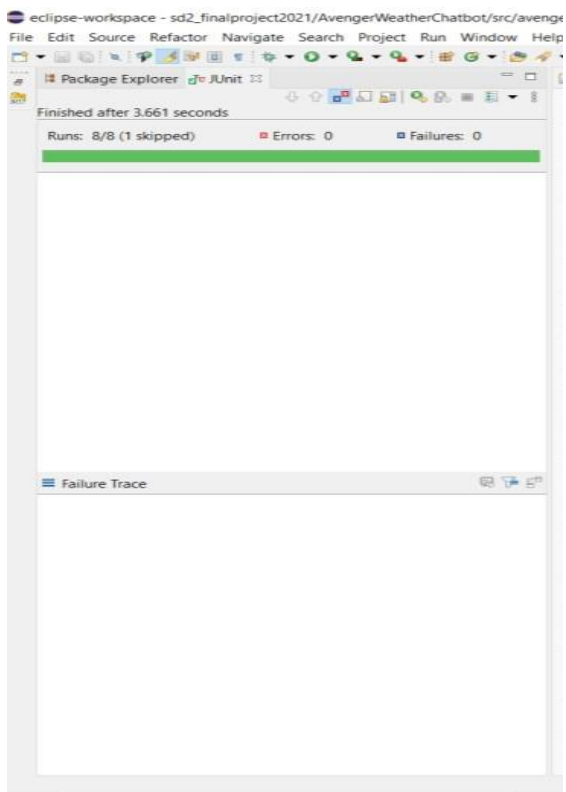 eclipse-workspace - sd2_finalproject2021/AvengerWeatherChatbot/src/avenge
File Edit Source Refactor Navigate Search Project Run Window Help
Package Explorer JUnit
Finished after 3.661 seconds
Runs: 8/8 (1 skipped) Errors: 0 Failures: 0
Failure Trace